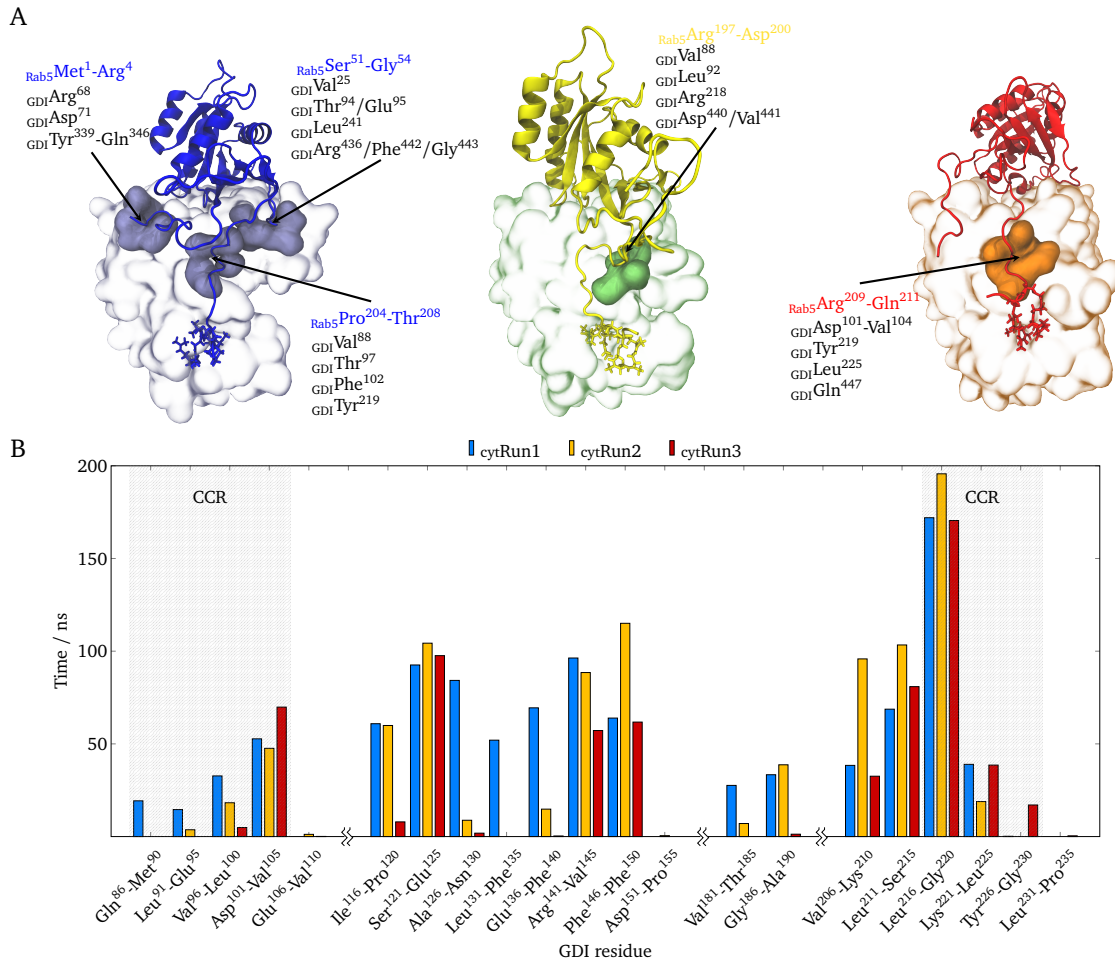 A
Rab5Met1-Arg4
GDIArg68
GDIAsp71
GDITyr339-Gln346
Rab5Ser51-Gly54
GDIVal25
GDIThr94/Glu95
GDILeu241
GDIArg436/Phe442/Gly443
Rab5Pro204-Thr208
GDIVal88
GDIThr97
GDIPhe102
GDITyr219
Rab5Arg197-Asp200
GDIVal88
GDILeu92
GDIArg218
GDIAsp440/Val441
Rab5Arg209-Gln211
GDIAsp101-Val104
GDITyr219
GDILeu225
GDIGln447
B
cytRun1 cytRun2 cytRun3
CCR CCR
200
150
100
50
Time / ns
Gln86-Met90
Leu91-Glu95
Val96-Leu100
Asp101-Val105
Glu106-Val110
Ile116-Pro120
Ser121-Glu125
Ala126-Asn130
Leu131-Phe135
Glu136-Phe140
Arg141-Val145
Phe146-Phe150
Asp151-Pro155
Val181-Thr185
Gly186-Ala190
Val206-Lys210
Leu211-Ser215
Leu216-Gly220
Lys221-Leu225
Tyr226-Gly230
Leu231-Pro235
GDI residue